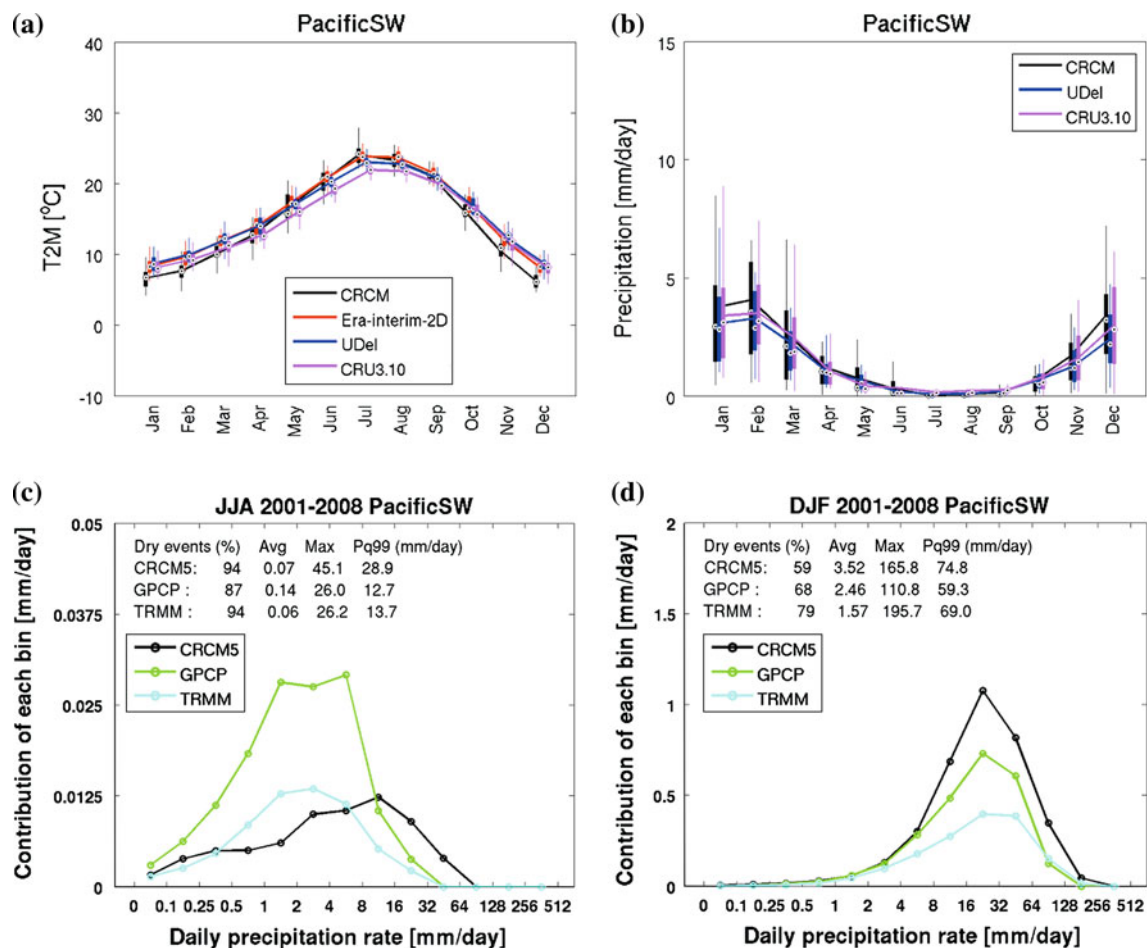 (a)
PacificSW
T2M [°C]
40
30
20
10
0
-10
CRCM
Era-interim-2D
UDel
CRU3.10
Jan Feb Mar Apr May Jun Jul Aug Sep Oct Nov Dec
(b)
PacificSW
Precipitation [mm/day]
15
10
5
0
CRCM
UDel
CRU3.10
Jan Feb Mar Apr May Jun Jul Aug Sep Oct Nov Dec
(c)
JJA 2001-2008 PacificSW
Contribution of each bin [mm/day]
0.05
0.0375
0.025
0.0125
0
Dry events (%) Avg Max Pq99 (mm/day)
CRCM5: 94 0.07 45.1 28.9
GPCP : 87 0.14 26.0 12.7
TRMM : 94 0.06 26.2 13.7
CRCM5
GPCP
TRMM
0 0.1 0.25 0.5 1 2 4 8 16 32 64 128 256 512
Daily precipitation rate [mm/day]
(d)
DJF 2001-2008 PacificSW
Contribution of each bin [mm/day]
2
1.5
1
0.5
0
Dry events (%) Avg Max Pq99 (mm/day)
CRCM5: 59 3.52 165.8 74.8
GPCP : 68 2.46 110.8 59.3
TRMM : 79 1.57 195.7 69.0
CRCM5
GPCP
TRMM
0 0.1 0.25 0.5 1 2 4 8 16 32 64 128 256 512
Daily precipitation rate [mm/day]